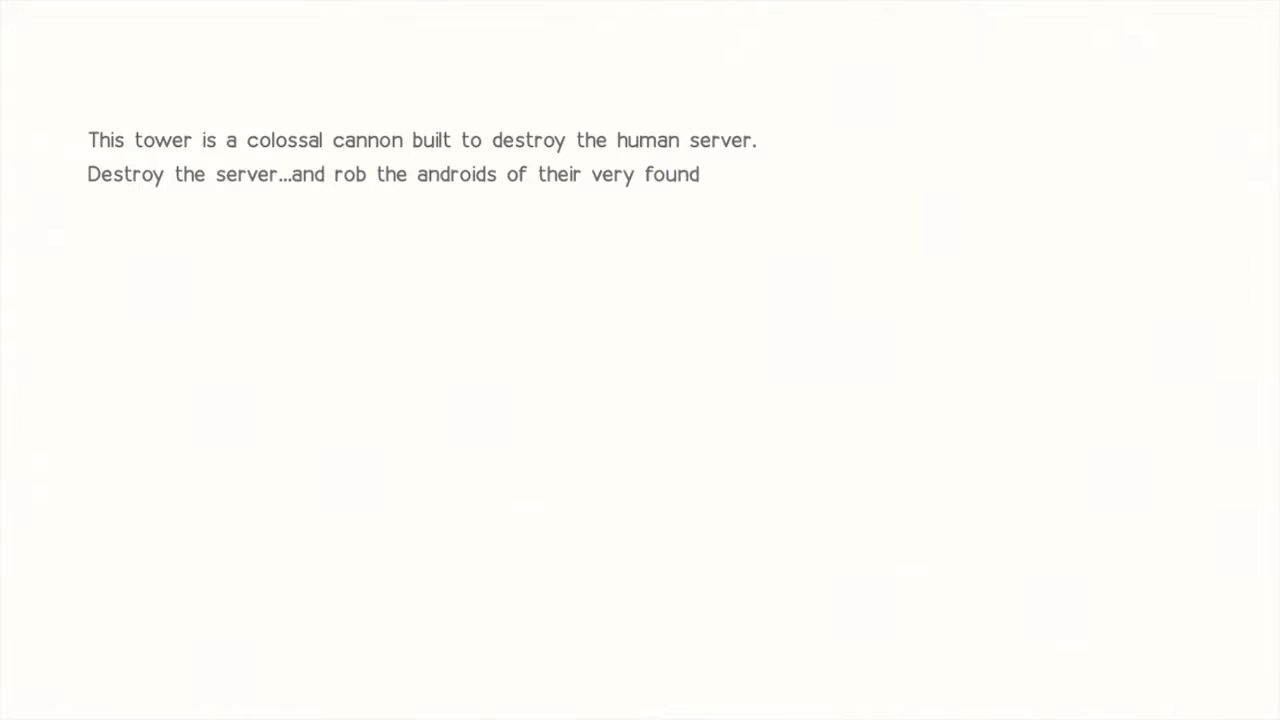 This tower is a colossal cannon built to destroy the human server.
Destroy the server...and rob the androids of their very found